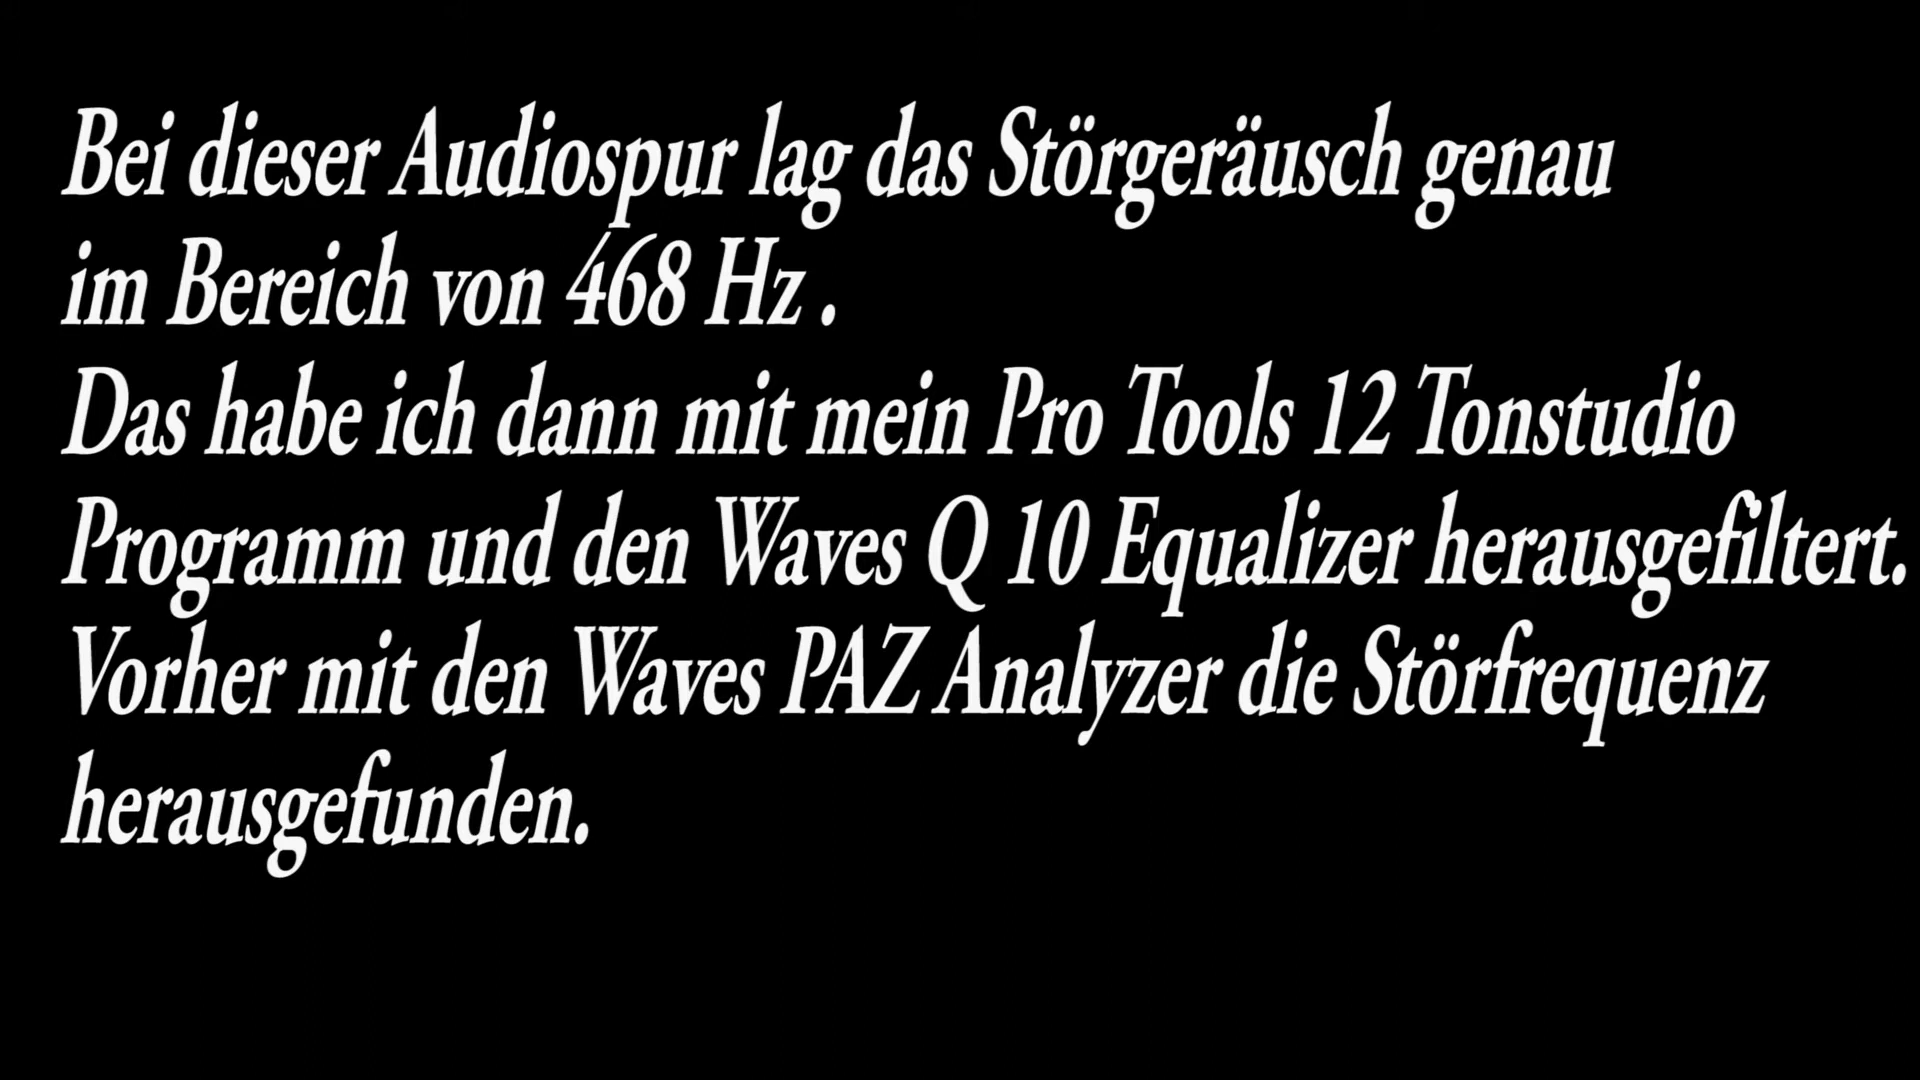 Bei dieser Audiospur lag das Störgeräusch genau
im Bereich von 468 Hz .
Das habe ich dann mit mein Pro Tools 12 Tonstudio
Programm und den Waves Q 10 Equalizer herausgefiltert.
Vorher mit den Waves PAZ Analyzer die Störfrequenz
herausgefunden.